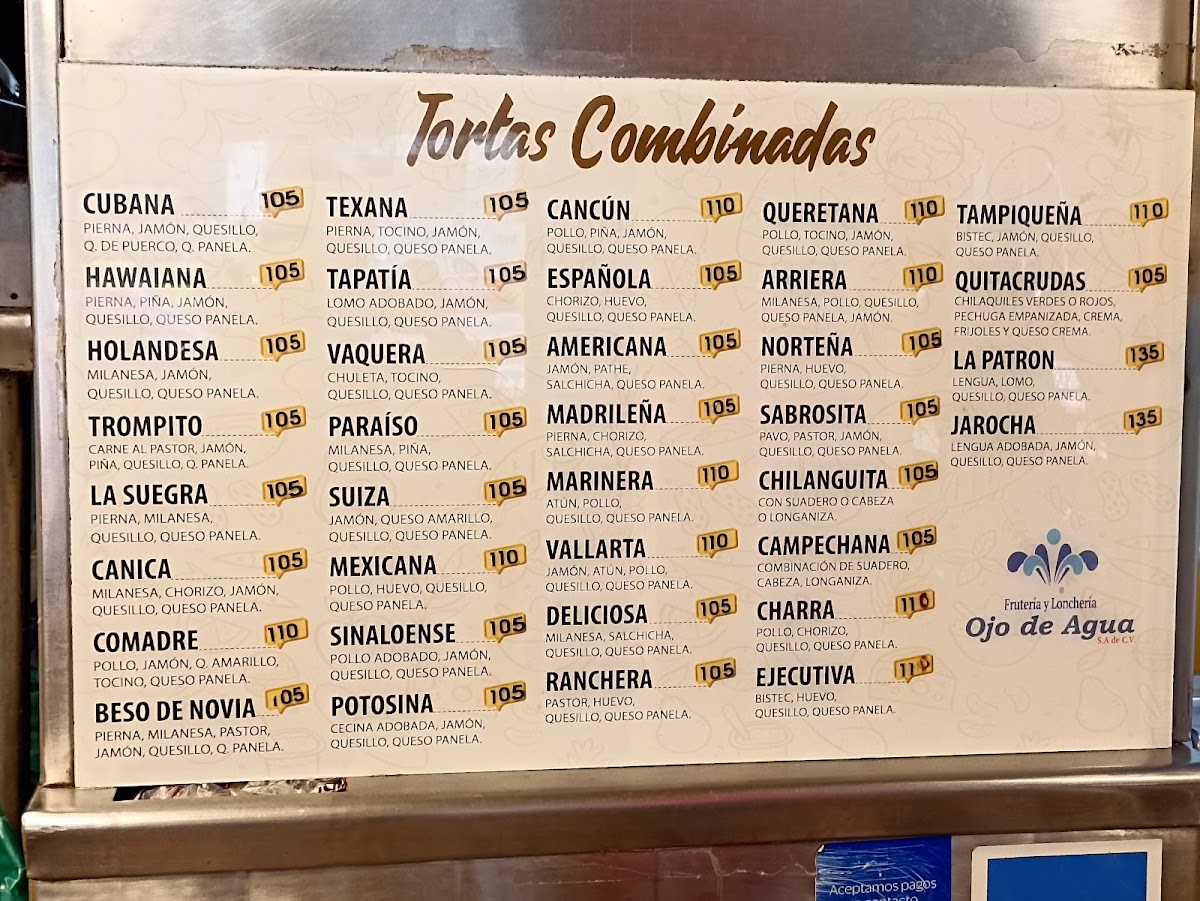 Tortas Combinadas
CUBANA 105
PIERNA, JAMÓN, QUESILLO,
Q. DE PUERCO, Q. PANELA.
HAWAIANA 105
PIERNA, PIÑA, JAMÓN,
QUESILLO, QUESO PANELA.
HOLANDESA 105
MILANESA, JAMÓN,
QUESILLO, QUESO PANELA.
TROMPITO 105
CARNE AL PASTOR, JAMÓN,
PIÑA, QUESILLO, Q. PANELA.
LA SUEGRA 105
PIERNA, MILANESA,
QUESILLO, QUESO PANELA.
CANICA 105
MILANESA, CHORIZO, JAMÓN,
QUESILLO, QUESO PANELA.
COMADRE 110
POLLO, JAMÓN, Q. AMARILLO,
TOCINO, QUESO PANELA.
BESO DE NOVIA 105
PIERNA, MILANESA, PASTOR,
JAMÓN, QUESILLO, Q. PANELA.
TEXANA 105
PIERNA, TOCINO, JAMÓN,
QUESILLO, QUESO PANELA.
TAPATÍA 105
LOMO ADOBADO, JAMÓN,
QUESILLO, QUESO PANELA.
VAQUERA 105
CHULETA, TOCINO,
QUESILLO, QUESO PANELA.
PARAÍSO 105
MILANESA, PIÑA,
QUESILLO, QUESO PANELA.
SUIZA 105
JAMÓN, QUESO AMARILLO,
QUESILLO, QUESO PANELA.
MEXICANA 110
POLLO, HUEVO, QUESILLO,
QUESO PANELA.
SINALOENSE 105
POLLO ADOBADO, JAMÓN,
QUESILLO, QUESO PANELA.
POTOSINA 105
CECINA ADOBADA, JAMÓN,
QUESILLO, QUESO PANELA.
CANCÚN 110
POLLO, PIÑA, JAMÓN,
QUESILLO, QUESO PANELA.
ESPAÑOLA 105
CHORIZO, HUEVO,
QUESILLO, QUESO PANELA.
AMERICANA 105
JAMÓN, PATHE,
SALCHICHA, QUESO PANELA.
MADRILEÑA 105
PIERNA, CHORIZO,
SALCHICHA, QUESO PANELA.
MARINERA 110
ATÚN, POLLO,
QUESILLO, QUESO PANELA.
VALLARTA 110
JAMÓN, ATÚN, POLLO,
QUESILLO, QUESO PANELA.
DELICIOSA 105
MILANESA, SALCHICHA,
QUESILLO, QUESO PANELA.
RANCHERA 105
PASTOR, HUEVO,
QUESILLO, QUESO PANELA.
QUERETANA 110
POLLO, TOCINO, JAMÓN,
QUESILLO, QUESO PANELA.
ARRIERA 110
MILANESA, POLLO, QUESILLO,
QUESO PANELA, JAMÓN.
NORTEÑA 105
PIERNA, HUEVO,
QUESILLO, QUESO PANELA.
SABROSITA 105
PAVO, PASTOR, JAMÓN,
QUESILLO, QUESO PANELA.
CHILANGUITA 105
CON SUADERO O CABEZA
O LONGANIZA.
CAMPECHANA 105
COMBINACIÓN DE SUADERO,
CABEZA, LONGANIZA.
CHARRA 110
POLLO, CHORIZO,
QUESILLO, QUESO PANELA.
EJECUTIVA 110
BISTEC, HUEVO,
QUESILLO, QUESO PANELA.
TAMPIQUEÑA 110
BISTEC, JAMÓN, QUESILLO,
QUESO PANELA.
QUITACRUDAS 105
CHILAQUILES VERDES O ROJOS,
PECHUGA EMPANIZADA, CREMA,
FRIJOLES Y QUESO CREMA.
LA PATRON 135
LENGUA, LOMO,
QUESILLO, QUESO PANELA.
JAROCHA 135
LENGUA ADOBADA, JAMÓN,
QUESILLO, QUESO PANELA.
Frutería y Lonchería
Ojo de Agua
S.A de C.V.
Aceptamos pagos
contacto